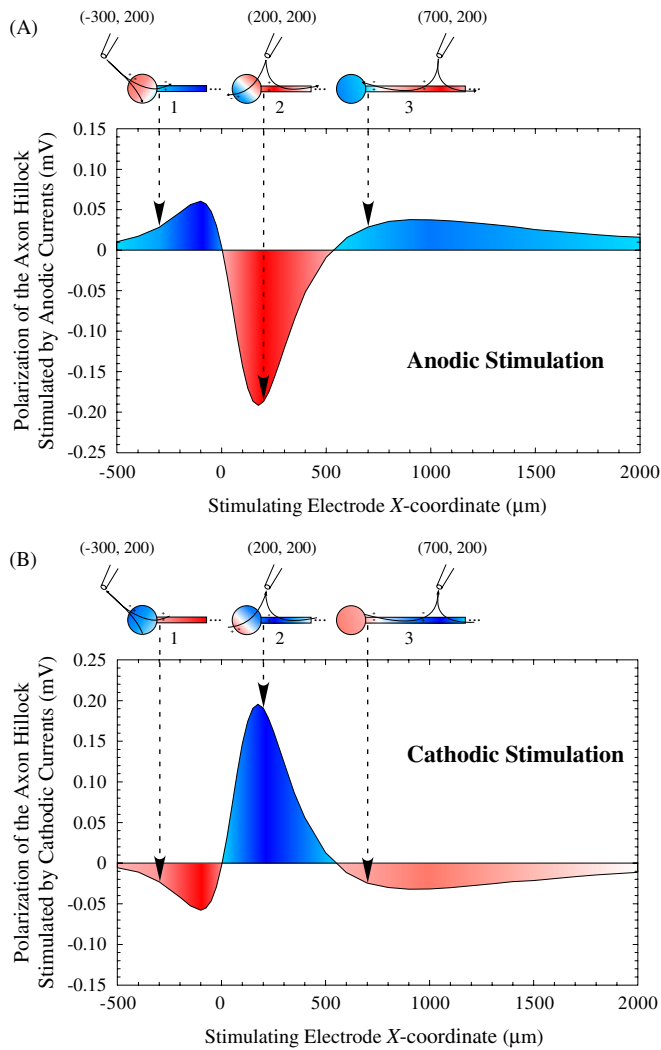 (A)
(-300, 200) (200, 200) (700, 200)
1 2 3
Polarization of the Axon Hillock
Stimulated by Anodic Currents (mV)
0.15
0.10
0.05
0
-0.05
-0.10
-0.15
-0.20
-0.25
Anodic Stimulation
-500 0 500 1000 1500 2000
Stimulating Electrode X-coordinate (μm)
(B)
(-300, 200) (200, 200) (700, 200)
1 2 3
Polarization of the Axon Hillock
Stimulated by Cathodic Currents (mV)
0.25
0.20
0.15
0.10
0.05
0
-0.05
-0.10
-0.15
Cathodic Stimulation
-500 0 500 1000 1500 2000
Stimulating Electrode X-coordinate (μm)